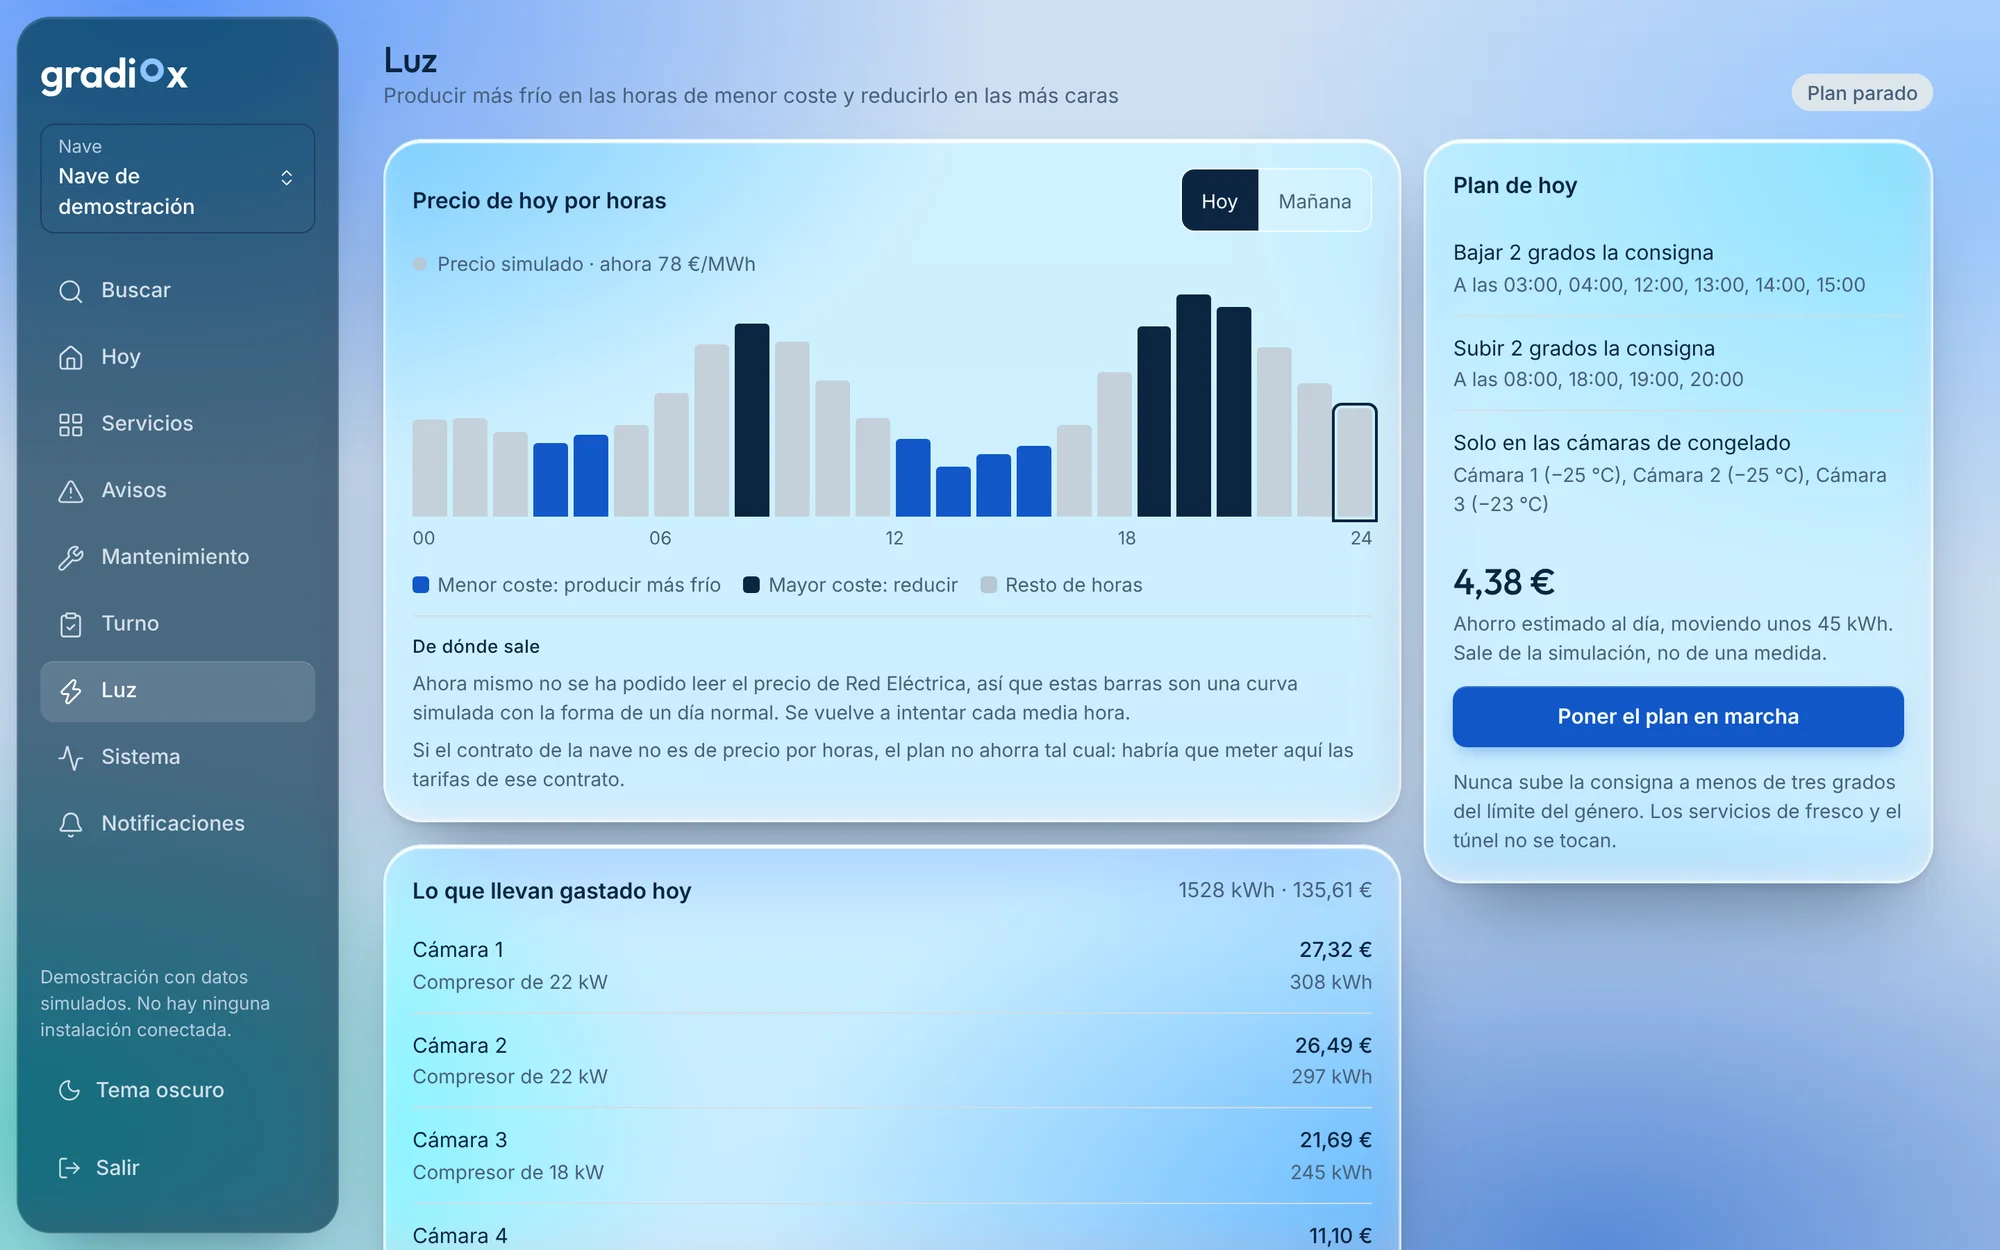 gradiox
Nave
Nave de
demostración
Buscar
Hoy
Servicios
Avisos
Mantenimiento
Turno
Luz
Sistema
Notificaciones
Demostración con datos
simulados. No hay ninguna
instalación conectada.
Tema oscuro
Salir
Luz
Producir más frío en las horas de menor coste y reducirlo en las más caras
Plan parado
Precio de hoy por horas
Hoy
Mañana
Precio simulado · ahora 78 €/MWh
00
06
12
18
24
Menor coste: producir más frío
Mayor coste: reducir
Resto de horas
De dónde sale
Ahora mismo no se ha podido leer el precio de Red Eléctrica, así que estas barras son una curva
simulada con la forma de un día normal. Se vuelve a intentar cada media hora.
Si el contrato de la nave no es de precio por horas, el plan no ahorra tal cual: habría que meter aquí las
tarifas de ese contrato.
Plan de hoy
Bajar 2 grados la consigna
A las 03:00, 04:00, 12:00, 13:00, 14:00, 15:00
Subir 2 grados la consigna
A las 08:00, 18:00, 19:00, 20:00
Solo en las cámaras de congelado
Cámara 1 (−25 °C), Cámara 2 (−25 °C), Cámara
3 (−23 °C)
4,38 €
Ahorro estimado al día, moviendo unos 45 kWh.
Sale de la simulación, no de una medida.
Poner el plan en marcha
Nunca sube la consigna a menos de tres grados
del límite del género. Los servicios de fresco y el
túnel no se tocan.
Lo que llevan gastado hoy
1528 kWh · 135,61 €
Cámara 1
27,32 €
Compresor de 22 kW
308 kWh
Cámara 2
26,49 €
Compresor de 22 kW
297 kWh
Cámara 3
21,69 €
Compresor de 18 kW
245 kWh
Cámara 4
11,10 €